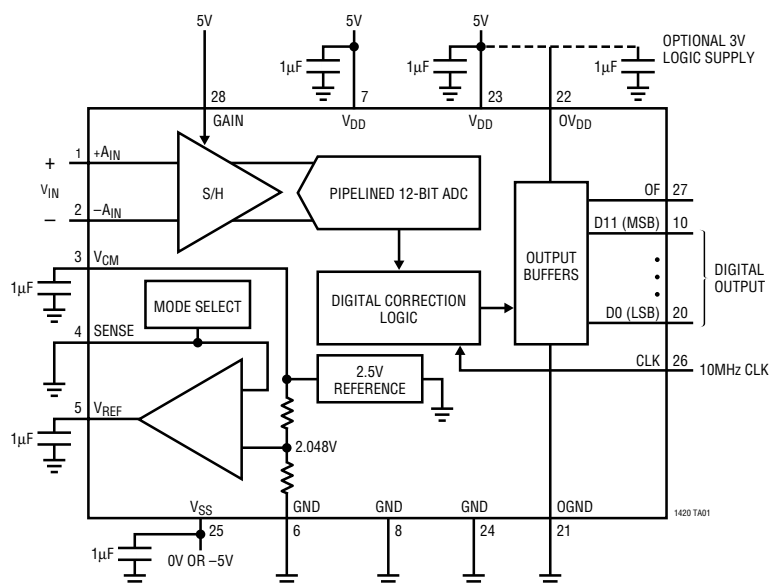 5V
5V
5V
OPTIONAL 3V
LOGIC SUPPLY
1µF
1µF
1µF
28
7
23
22
GAIN
VDD
VDD
OVDD
+
1
+AIN
VIN
–
2
–AIN
S/H
PIPELINED 12-BIT ADC
OF
27
D11 (MSB)
10
OUTPUT
BUFFERS
DIGITAL
OUTPUT
D0 (LSB)
20
3
VCM
1µF
MODE SELECT
DIGITAL CORRECTION
LOGIC
4
SENSE
CLK
26
10MHz CLK
2.5V
REFERENCE
5
VREF
1µF
2.048V
VSS
GND
GND
GND
OGND
1420 TA01
25
6
8
24
21
1µF
0V OR –5V